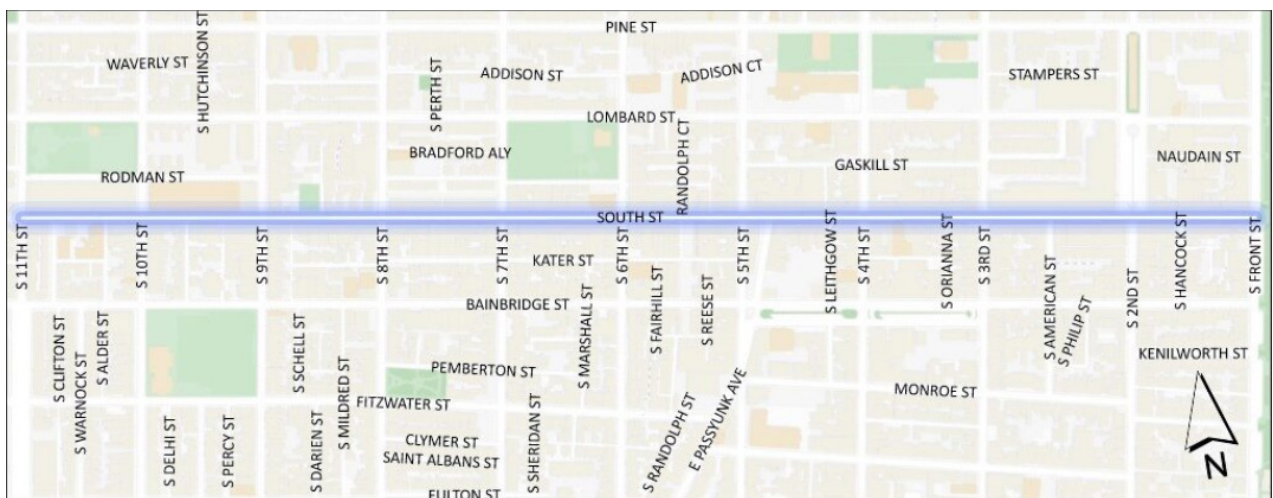 PINE ST
S HUTCHINSON ST
WAVERLY ST
S PERTH ST
ADDISON ST
ADDISON CT
STAMPERS ST
LOMBARD ST
RANDOLPH CT
BRADFORD ALY
GASKILL ST
NAUDAIN ST
RODMAN ST
SOUTH ST
S 11TH ST
S 10TH ST
S 9TH ST
S 8TH ST
S 7TH ST
S 6TH ST
S 5TH ST
S LEITHGOW ST
S 4TH ST
S ORIANNA ST
S 3RD ST
S AMERICAN ST
S PHILIP ST
S 2ND ST
S HANCOCK ST
S FRONT ST
KATER ST
BAINBRIDGE ST
S MARSHALL ST
S FAIRHILL ST
S REESE ST
S CLIFTON ST
S WARNOCK ST
S ALDER ST
S SCHELL ST
S MILDRED ST
KENILWORTH ST
PEMBERTON ST
MONROE ST
FITZWATER ST
S DELHI ST
S PERCY ST
S DARIEN ST
CLYMER ST
SAINT ALBANS ST
S SHERIDAN ST
S RANDOLPH ST
E PASSYUNK AVE
FULTON ST
N